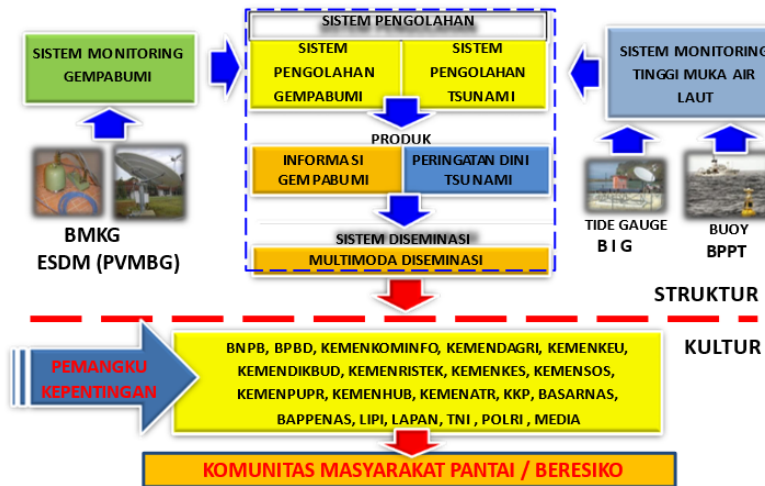 SISTEM PENGOLAHAN
SISTEM MONITORING
GEMPABUMI
SISTEM
PENGOLAHAN
GEMPABUMI
SISTEM
PENGOLAHAN
TSUNAMI
SISTEM MONITORING
TINGGI MUKA AIR
LAUT
PRODUK
INFORMASI
GEMPABUMI
PERINGATAN DINI
TSUNAMI
BMKG
ESDM (PVMBG)
TIDE GAUGE
B I G
BUOY
BPPT
SISTEM DISEMINASI
MULTIMODA DISEMINASI
STRUKTUR
KULTUR
PEMANGKU
KEPENTINGAN
BNPB, BPBD, KEMENKOMINFO, KEMENDAGRI, KEMENKEU,
KEMENDIKBUD, KEMENRISTEK, KEMENKES, KEMENSOS,
KEMENPUPR, KEMENHUB, KEMENATR, KKP, BASARNAS,
BAPPENAS, LIPI, LAPAN, TNI , POLRI , MEDIA
KOMUNITAS MASYARAKAT PANTAI / BERESIKO